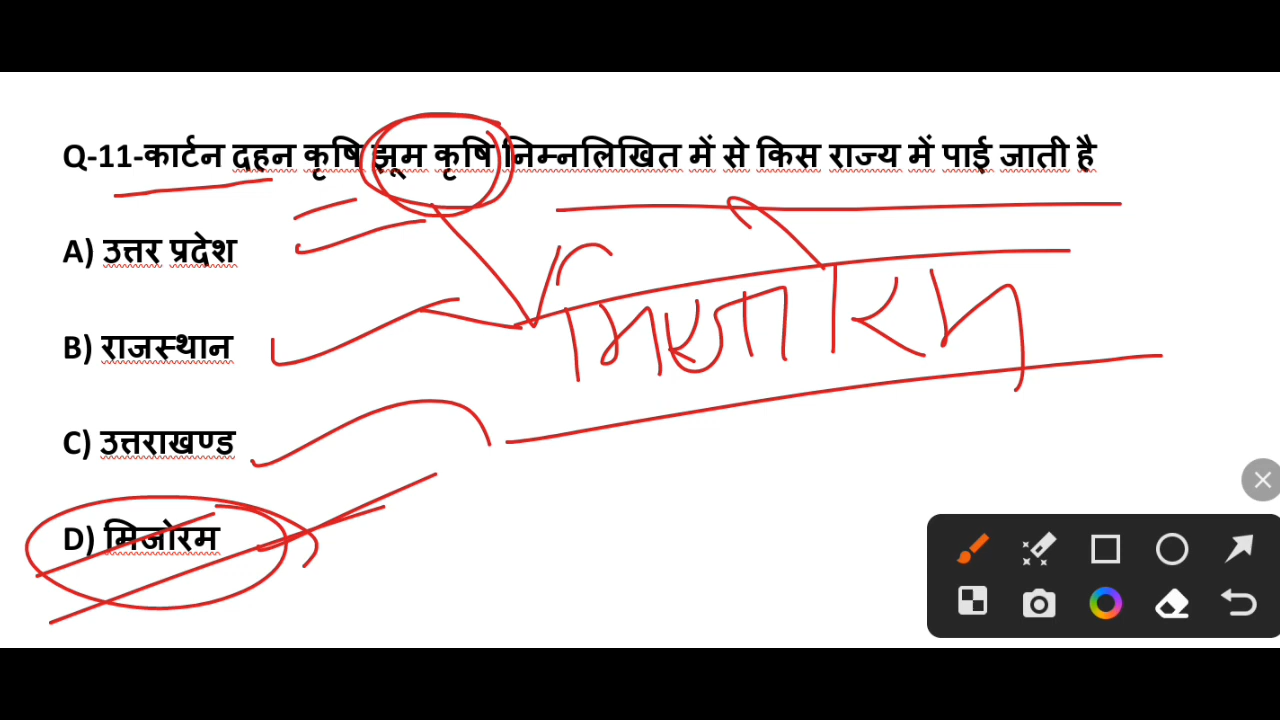 Q-11-कार्टन दहन कृषि झूम कृषि निम्नलिखित में से किस राज्य में पाई जाती है
A) उत्तर प्रदेश
मिजोरम
B) राजस्थान
C) उत्तराखण्ड
D) मिजोरम